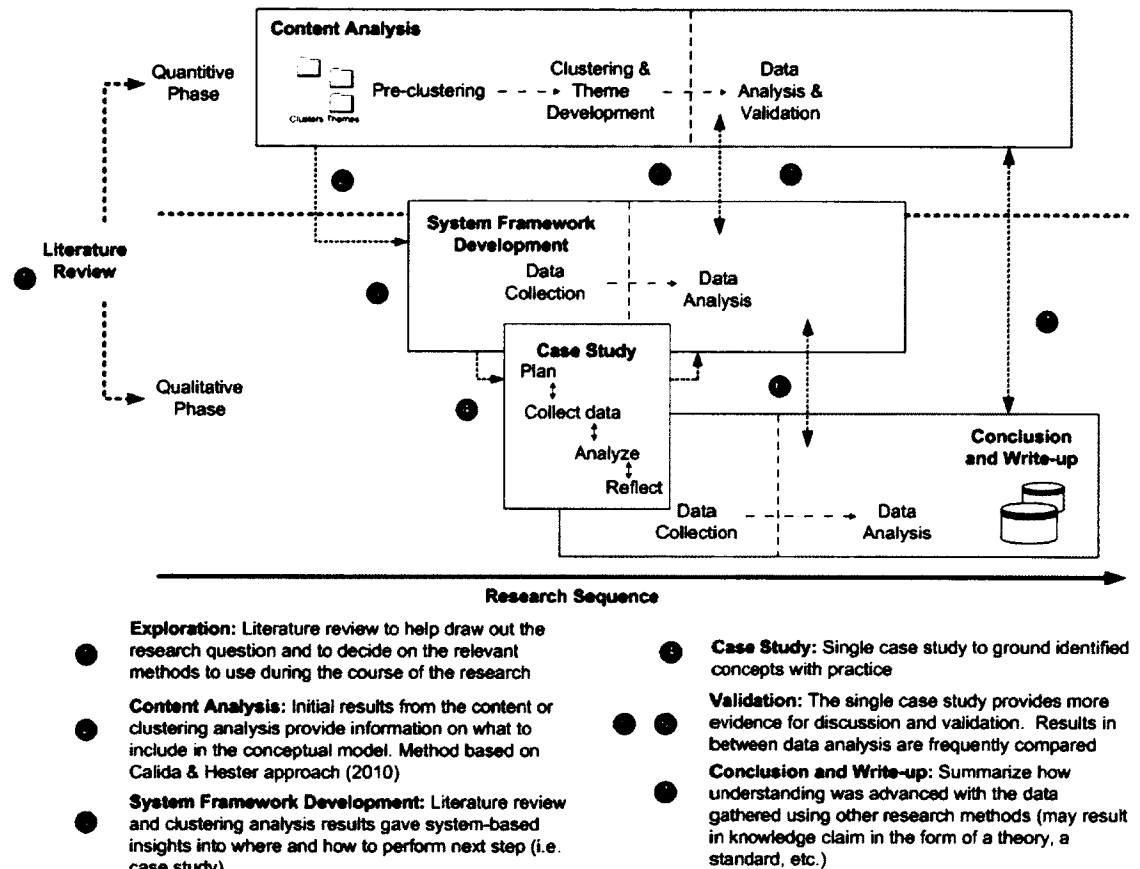 Content Analysis
Quantitive
Phase
Clusters Themes
Pre-clustering
Clustering &
Theme
Development
Data
Analysis &
Validation
Literature
Review
System Framework
Development
Data
Collection
Data
Analysis
Case Study
Plan
Collect data
Analyze
Reflect
Qualitative
Phase
Conclusion
and Write-up
Data
Collection
Data
Analysis
Research Sequence
Exploration: Literature review to help draw out the
research question and to decide on the relevant
methods to use during the course of the research
Content Analysis: Initial results from the content or
clustering analysis provide information on what to
include in the conceptual model. Method based on
Calida & Hester approach (2010)
System Framework Development: Literature review
and clustering analysis results gave system-based
insights into where and how to perform next step (i.e.
case study)
Case Study: Single case study to ground identified
concepts with practice
Validation: The single case study provides more
evidence for discussion and validation. Results in
between data analysis are frequently compared
Conclusion and Write-up: Summarize how
understanding was advanced with the data
gathered using other research methods (may result
in knowledge claim in the form of a theory, a
standard, etc.)